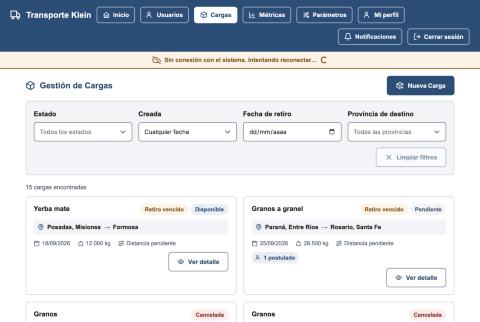 Transporte Klein
Inicio
Usuarios
Cargas
Métricas
Parámetros
Mi perfil
Notificaciones
Cerrar sesión
Sin conexión con el sistema. Intentando reconectar…
Gestión de Cargas
Nueva Carga
Estado
Creada
Fecha de retiro
Provincia de destino
Todos los estados
Cualquier fecha
dd/mm/aaaa
Todas las provincias
Limpiar filtros
15 cargas encontradas
Yerba mate
Retiro vencido
Disponible
Posadas, Misiones → Formosa
18/09/2026
12.000 kg
Distancia pendiente
Ver detalle
Granos a granel
Retiro vencido
Pendiente
Paraná, Entre Ríos → Rosario, Santa Fe
25/09/2026
28.500 kg
Distancia pendiente
1 postulado
Ver detalle
Granos
Cancelada
Granos
Cancelada